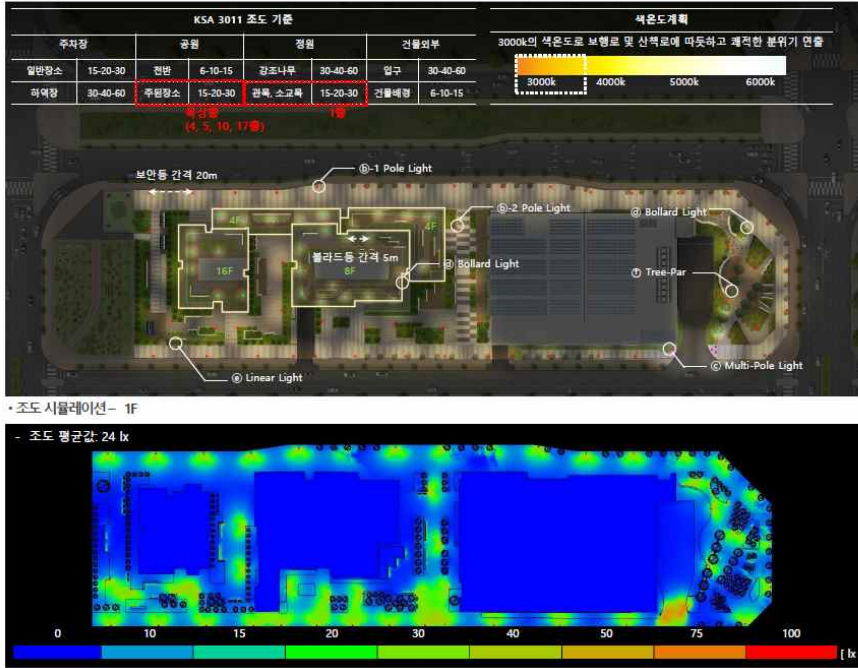 KSA 3011 조도 기준
주차장 공원 정원 건물외부
일반장소 15-20-30 전반 6-10-15 강조나무 30-40-60 입구 30-40-60
하역장 30-40-60 주된장소 15-20-30 관목, 소교목 15-20-30 건물배경 6-10-15
옥상층 1층
(4, 5, 10, 17층)
색온도계획
3000k의 색온도로 보행로 및 산책로에 따듯하고 쾌적한 분위기 연출
3000k 4000k 5000k 6000k
보안등 간격 20m
ⓑ-1 Pole Light
ⓑ-2 Pole Light
ⓓ Bollard Light
4F
4F
볼라드등 간격 5m
ⓓ Bollard Light
16F
8F
ⓕ Tree-Par
ⓒ Multi-Pole Light
ⓔ Linear Light
• 조도 시뮬레이션 – 1F
- 조도 평균값: 24 lx
0 10 15 20 30 40 50 75 100
[ lx